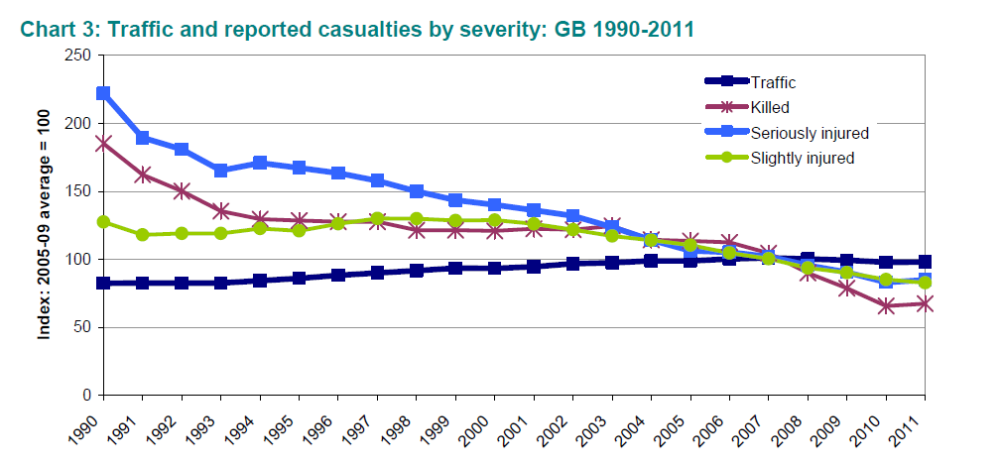 Chart 3: Traffic and reported casualties by severity: GB 1990-2011
Index: 2005-09 average = 100
250
200
150
100
50
0
Traffic
Killed
Seriously injured
Slightly injured
1990 1991 1992 1993 1994 1995 1996 1997 1998 1999 2000 2001 2002 2003 2004 2005 2006 2007 2008 2009 2010 2011